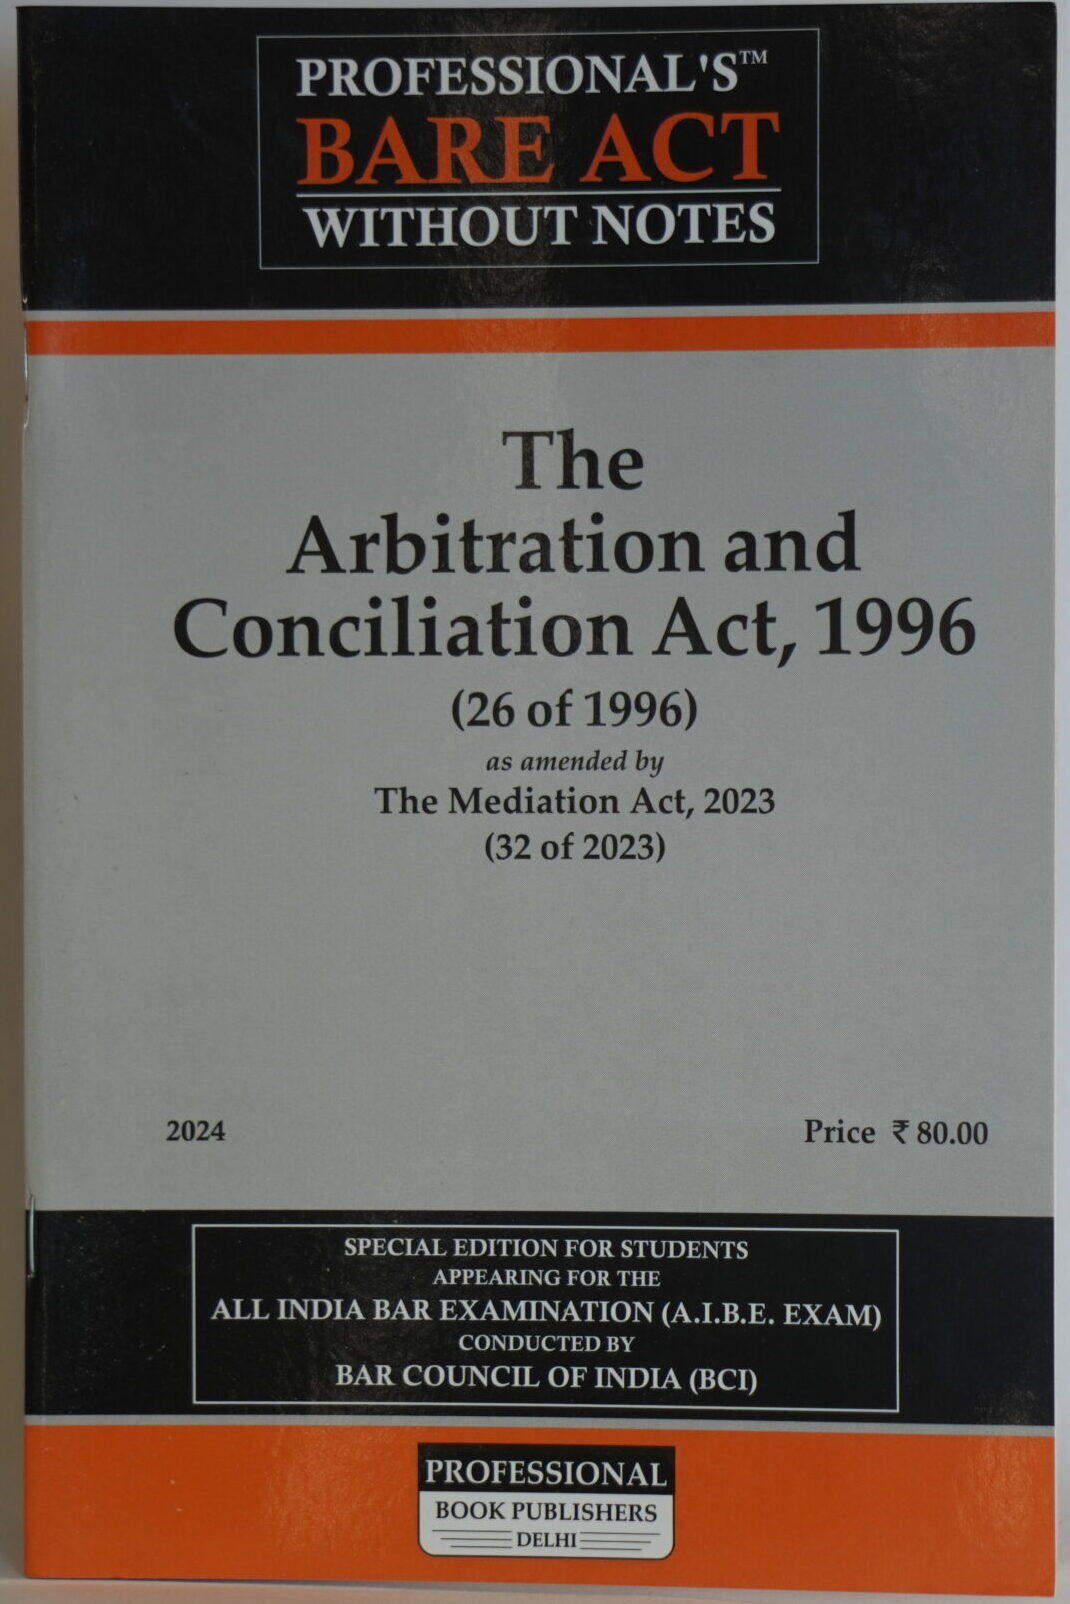 PROFESSIONAL'S™
BARE ACT
WITHOUT NOTES
The
Arbitration and
Conciliation Act, 1996
(26 of 1996)
as amended by
The Mediation Act, 2023
(32 of 2023)
2024 Price ₹ 80.00
SPECIAL EDITION FOR STUDENTS
APPEARING FOR THE
ALL INDIA BAR EXAMINATION (A.I.B.E. EXAM)
CONDUCTED BY
BAR COUNCIL OF INDIA (BCI)
PROFESSIONAL
BOOK PUBLISHERS
DELHI